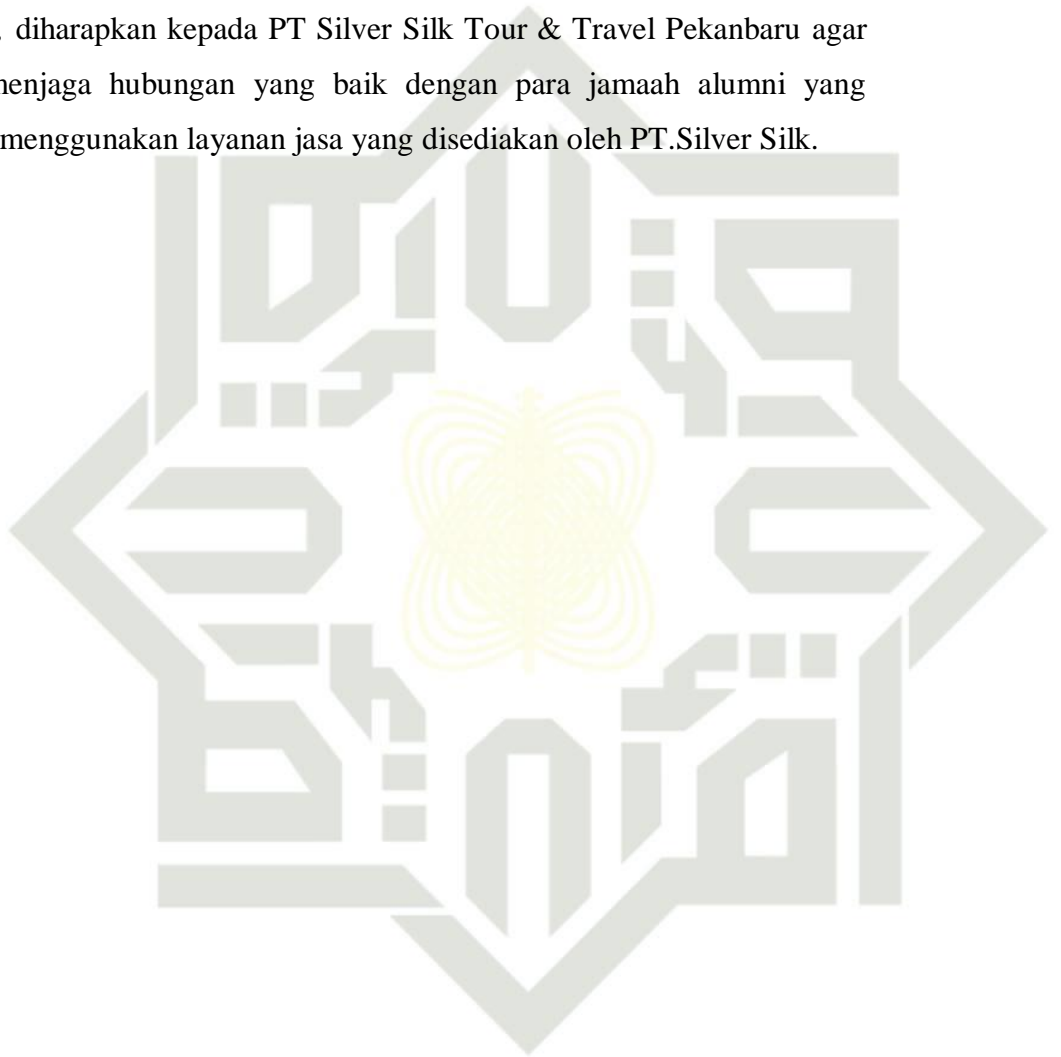 diharapkan kepada PT Silver Silk Tour & Travel Pekanbaru agar
menjaga hubungan yang baik dengan para jamaah alumni yang
menggunakan layanan jasa yang disediakan oleh PT.Silver Silk.